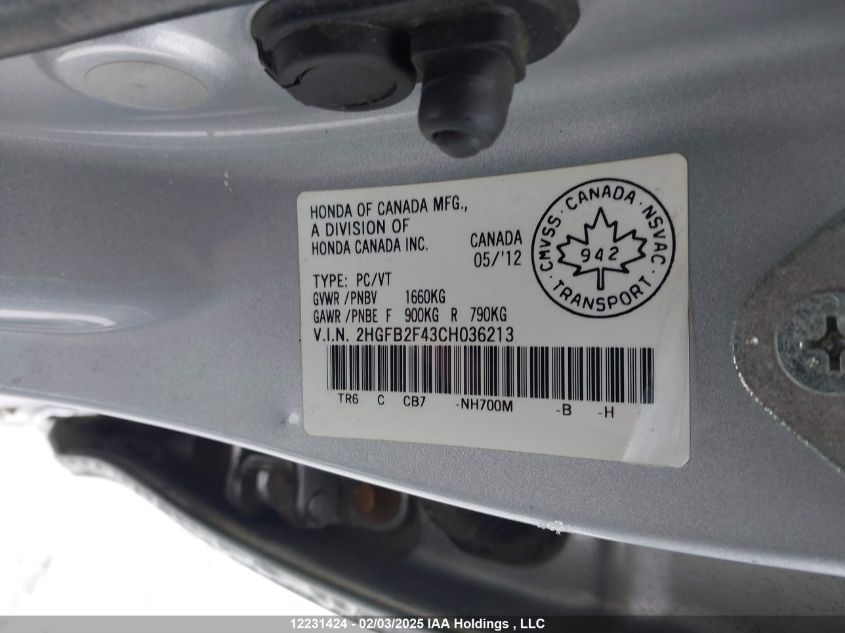 HONDA OF CANADA MFG.,
A DIVISION OF
HONDA CANADA INC.
CANADA
05/'12
TYPE: PC/VT
GVWR /PNBV 1660KG
GAWR /PNBE F 900KG R 790KG
V.I.N. 2HGFB2F43CH036213
TR6 C CB7 -NH700M -B -H
CMVSS · CANADA · NSVAC
942
· TRANSPORT ·
12231424 - 02/03/2025 IAA Holdings , LLC